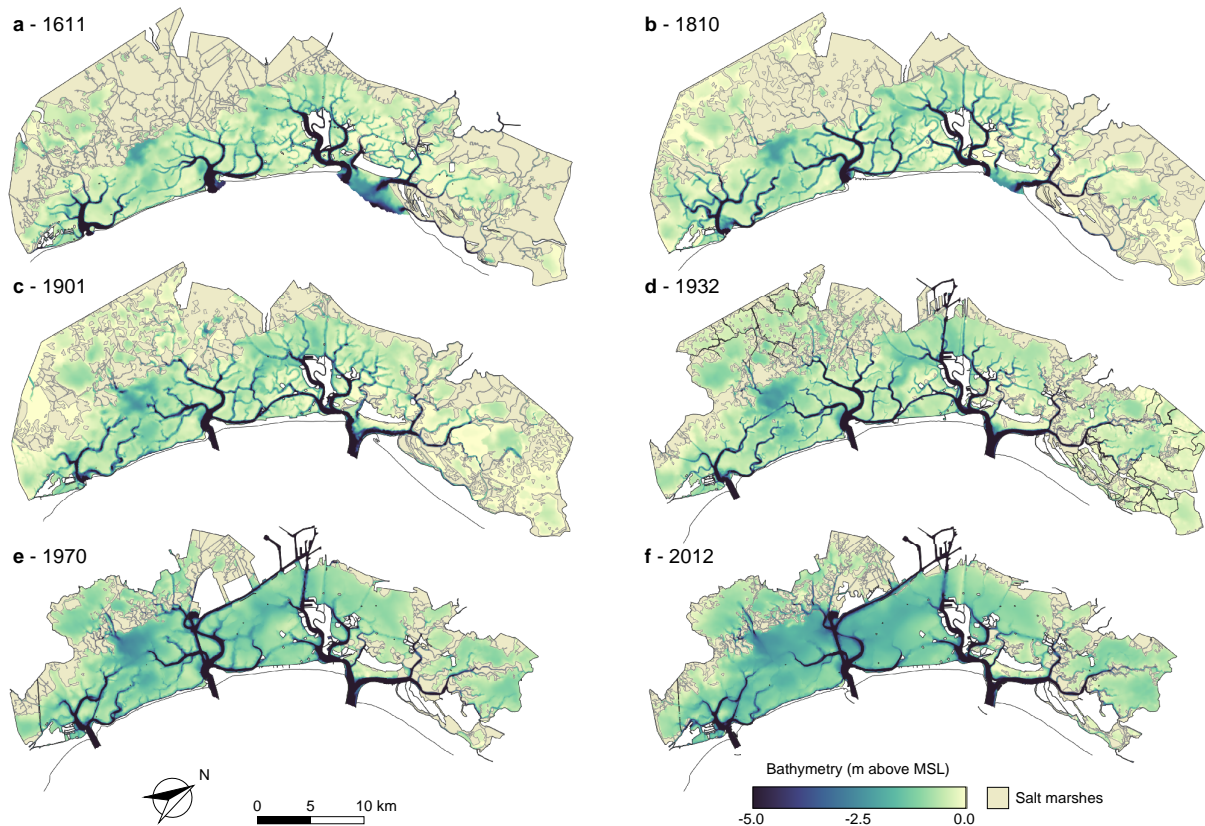 a - 1611
b - 1810
c - 1901
d - 1932
e - 1970
f - 2012
N
0 5 10 km
Bathymetry (m above MSL)
-5.0 -2.5 0.0
Salt marshes